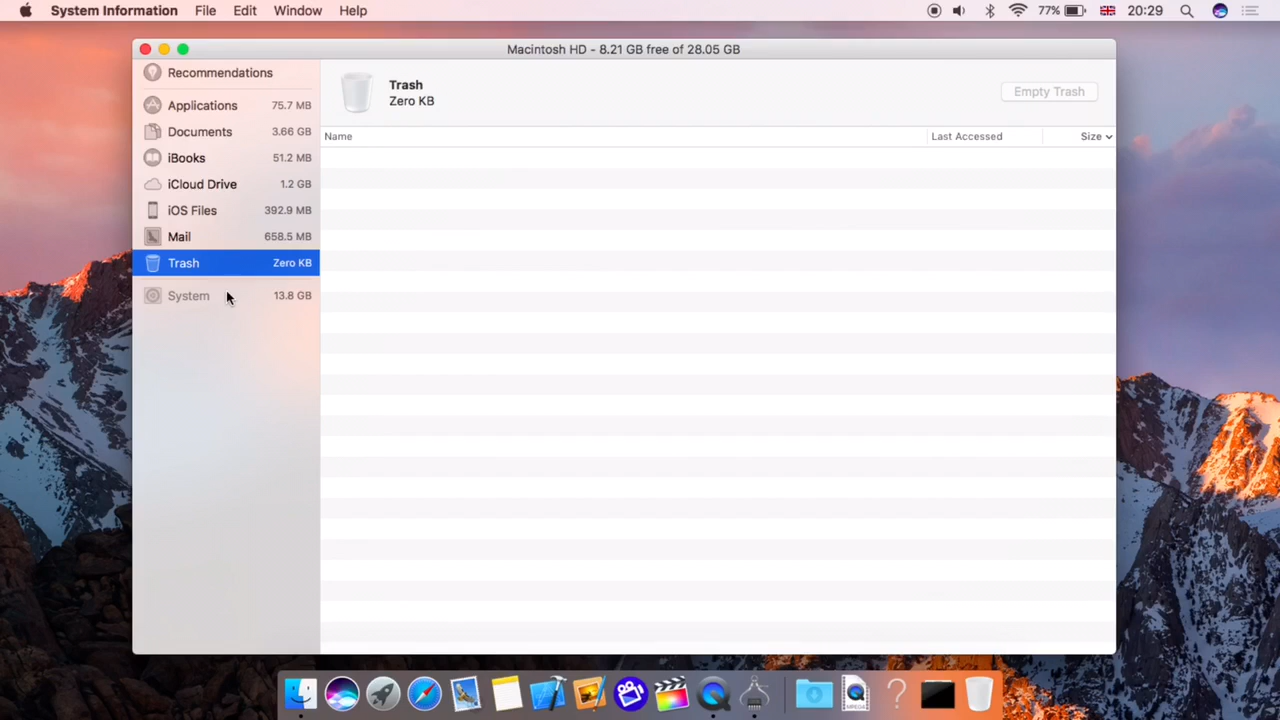 System Information File Edit Window Help 77% 20:29
Macintosh HD - 8.21 GB free of 28.05 GB
Recommendations
Applications 75.7 MB
Documents 3.66 GB
iBooks 51.2 MB
iCloud Drive 1.2 GB
iOS Files 392.9 MB
Mail 658.5 MB
Trash Zero KB
System 13.8 GB
Trash
Zero KB
Empty Trash
Name Last Accessed Size
?